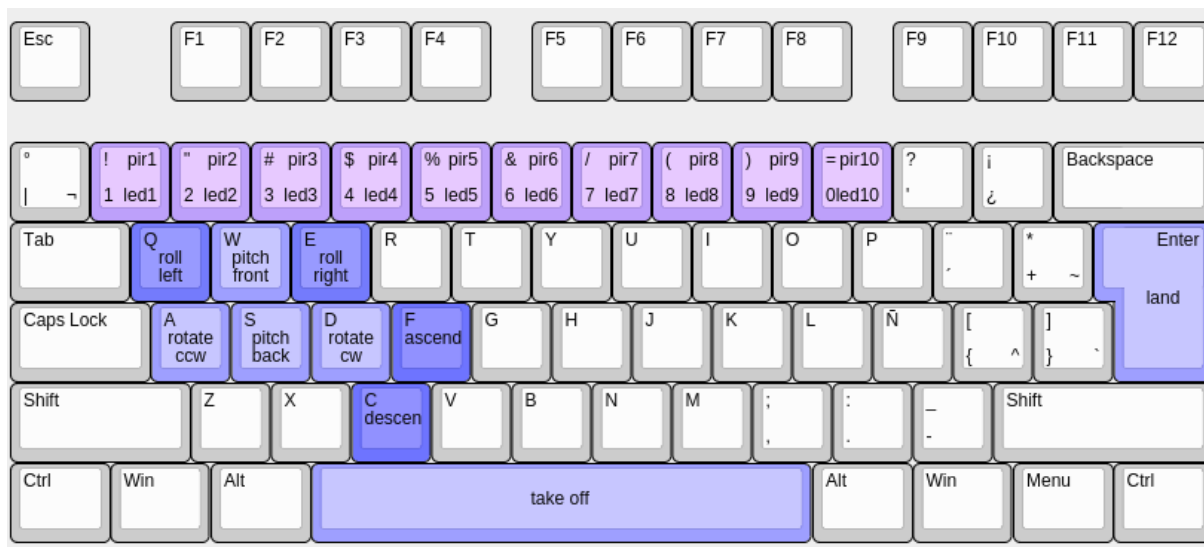 Esc F1 F2 F3 F4 F5 F6 F7 F8 F9 F10 F11 F12
° ! pir1 " pir2 # pir3 $ pir4 % pir5 & pir6 / pir7 ( pir8 ) pir9 = pir10 ? ¡ Backspace
| ¬ 1 led1 2 led2 3 led3 4 led4 5 led5 6 led6 7 led7 8 led8 9 led9 0led10 ' ¿
Tab Q W E R T Y U I O P ¨ * Enter
roll pitch roll
left front right
´ + ~ land
Caps Lock A S D F G H J K L Ñ [ ]
rotate pitch rotate ascend
ccw back cw { ^ } `
Shift Z X C V B N M ; : _ Shift
descen
, . -
Ctrl Win Alt take off Alt Win Menu Ctrl